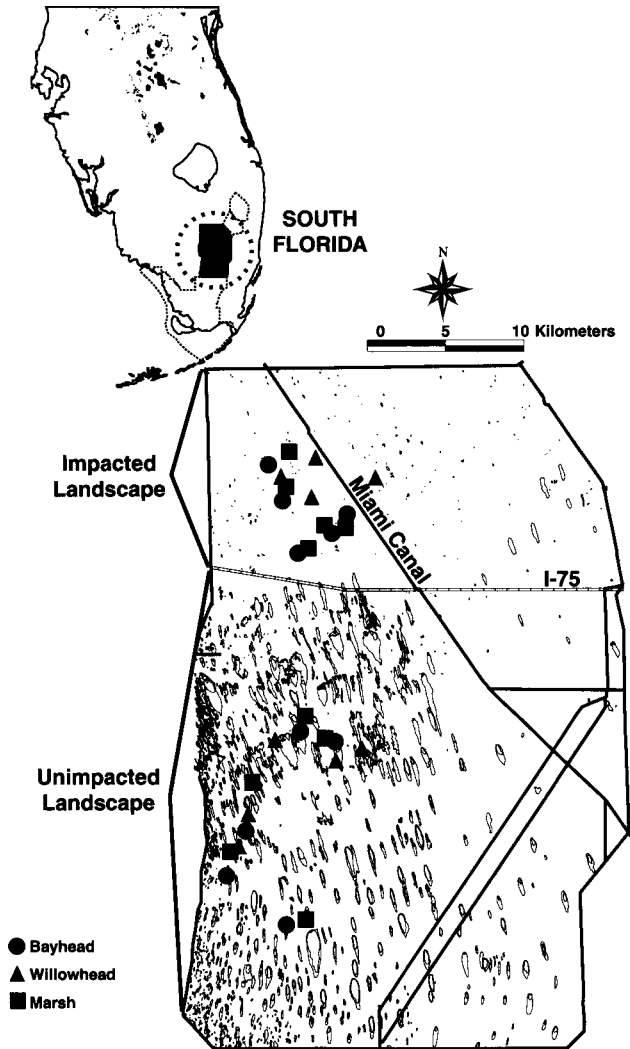 SOUTH
FLORIDA
N
0 5 10 Kilometers
Impacted
Landscape
Miami Canal
I-75
Unimpacted
Landscape
Bayhead
Willowhead
Marsh